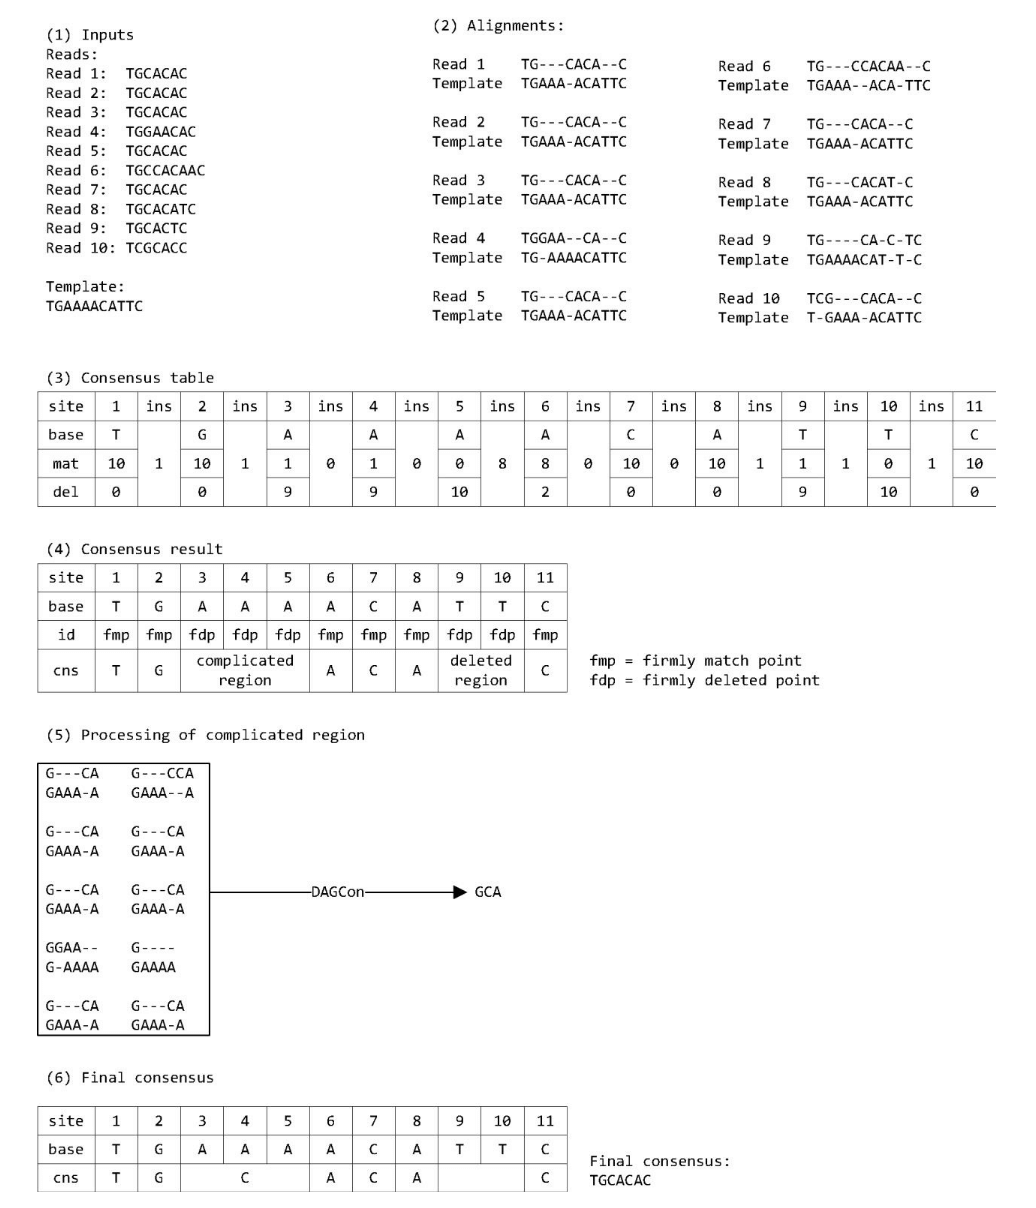 (1) Inputs
Reads:
Read 1: TGCACAC
Read 2: TGCACAC
Read 3: TGCACAC
Read 4: TGGAACAC
Read 5: TGCACAC
Read 6: TGCCACAAC
Read 7: TGCACAC
Read 8: TGCACATC
Read 9: TGCACTC
Read 10: TCGCACC
Template:
TGAAAACATTC
(2) Alignments:
Read 1 TG---CACA--C
Template TGAAA-ACATTC
Read 2 TG---CACA--C
Template TGAAA-ACATTC
Read 3 TG---CACA--C
Template TGAAA-ACATTC
Read 4 TGGAA--CA--C
Template TG-AAAACATTC
Read 5 TG---CACA--C
Template TGAAA-ACATTC
Read 6 TG---CCACAA--C
Template TGAAA--ACA-TTC
Read 7 TG---CACA--C
Template TGAAA-ACATTC
Read 8 TG---CACAT-C
Template TGAAA-ACATTC
Read 9 TG----CA-C-TC
Template TGAAAACAT-T-C
Read 10 TCG---CACA--C
Template T-GAAA-ACATTC
(3) Consensus table
site 1 ins 2 ins 3 ins 4 ins 5 ins 6 ins 7 ins 8 ins 9 ins 10 ins 11
base T G A A A A C A T T C
mat 10 1 10 1 1 0 1 0 0 8 8 0 10 0 10 1 1 1 0 1 10
del 0 0 9 9 10 2 0 0 9 10 0
(4) Consensus result
site 1 2 3 4 5 6 7 8 9 10 11
base T G A A A A C A T T C
id fmp fmp fdp fdp fdp fmp fmp fmp fdp fdp fmp
cns T G complicated region A C A deleted region C
fmp = firmly match point
fdp = firmly deleted point
(5) Processing of complicated region
G---CA G---CCA
GAAA-A GAAA--A
G---CA G---CA
GAAA-A GAAA-A
G---CA G---CA
GAAA-A GAAA-A
GGAA-- G----
G-AAAA GAAAA
G---CA G---CA
GAAA-A GAAA-A
DAGCon GCA
(6) Final consensus
site 1 2 3 4 5 6 7 8 9 10 11
base T G A A A A C A T T C
cns T G C A C A C
Final consensus:
TGCACAC